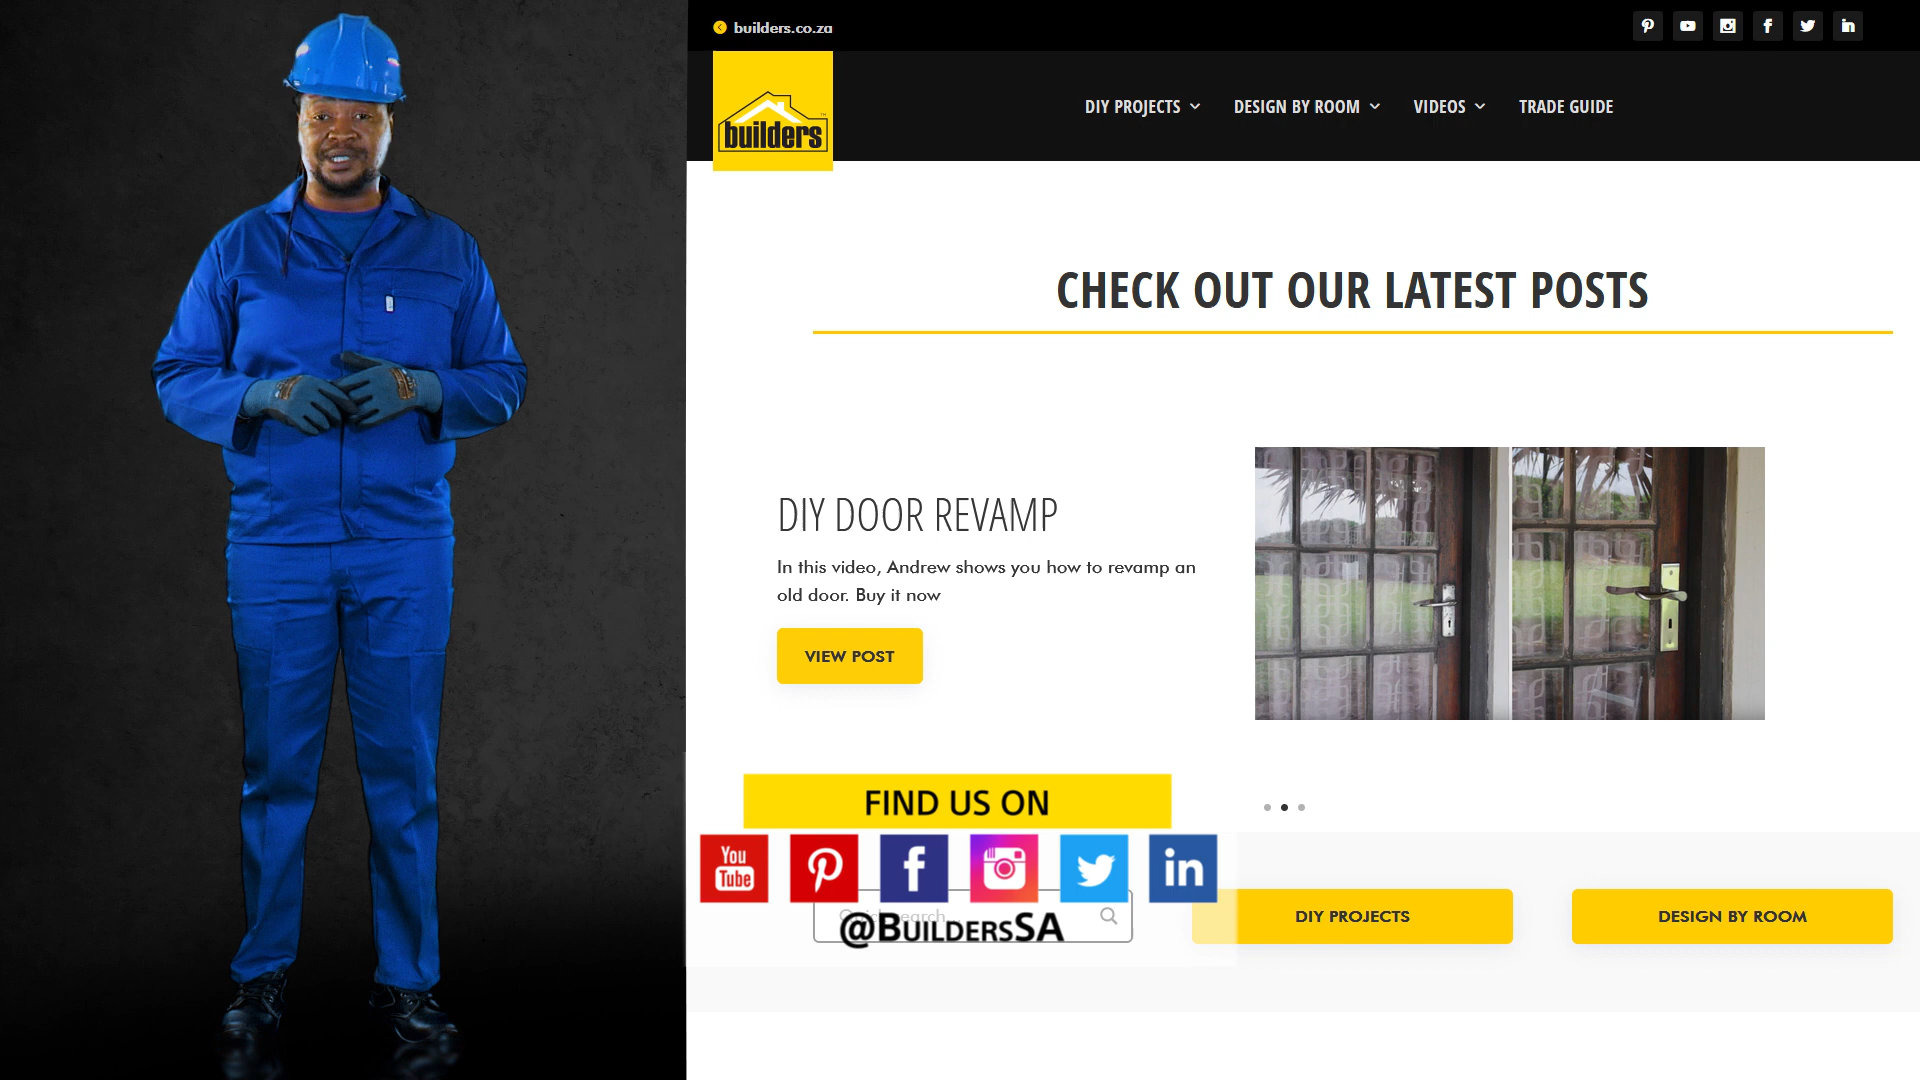 builders.co.za
builders
TM
DIY PROJECTS
DESIGN BY ROOM
VIDEOS
TRADE GUIDE
CHECK OUT OUR LATEST POSTS
DIY DOOR REVAMP
In this video, Andrew shows you how to revamp an
old door. Buy it now
VIEW POST
FIND US ON
You
Tube
in
@BUILDERSSA
DIY PROJECTS
DESIGN BY ROOM